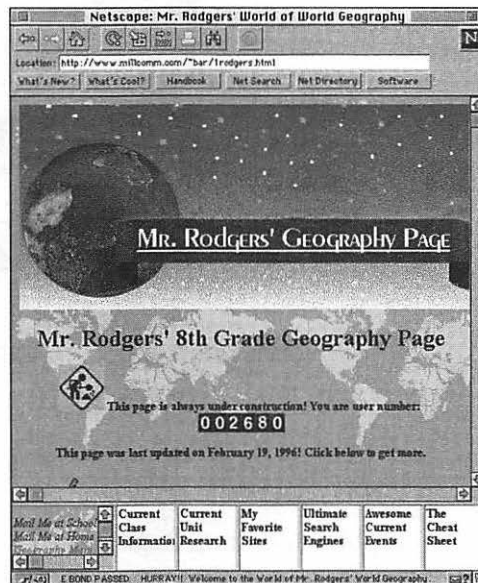 Netscape: Mr. Rodgers' World of World Geography
Location: http://www.millcomm.com/~bar/1rodgers.html
What's New? What's Cool? Handbook Net Search Net Directory Software
MR. RODGERS' GEOGRAPHY PAGE
Mr. Rodgers' 8th Grade Geography Page
This page is always under construction! You are user number:
002680
This page was last updated on February 19, 1996! Click below to get more.
Mail Me at School
Mail Me at Home
Geography Main
Current Class Informatio
Current Unit Research
My Favorite Sites
Ultimate Search Engines
Awesome Current Events
The Cheat Sheet
E BOND PASSED. HURRAY!! Welcome to the World of Mr. Rodgers' World Geography